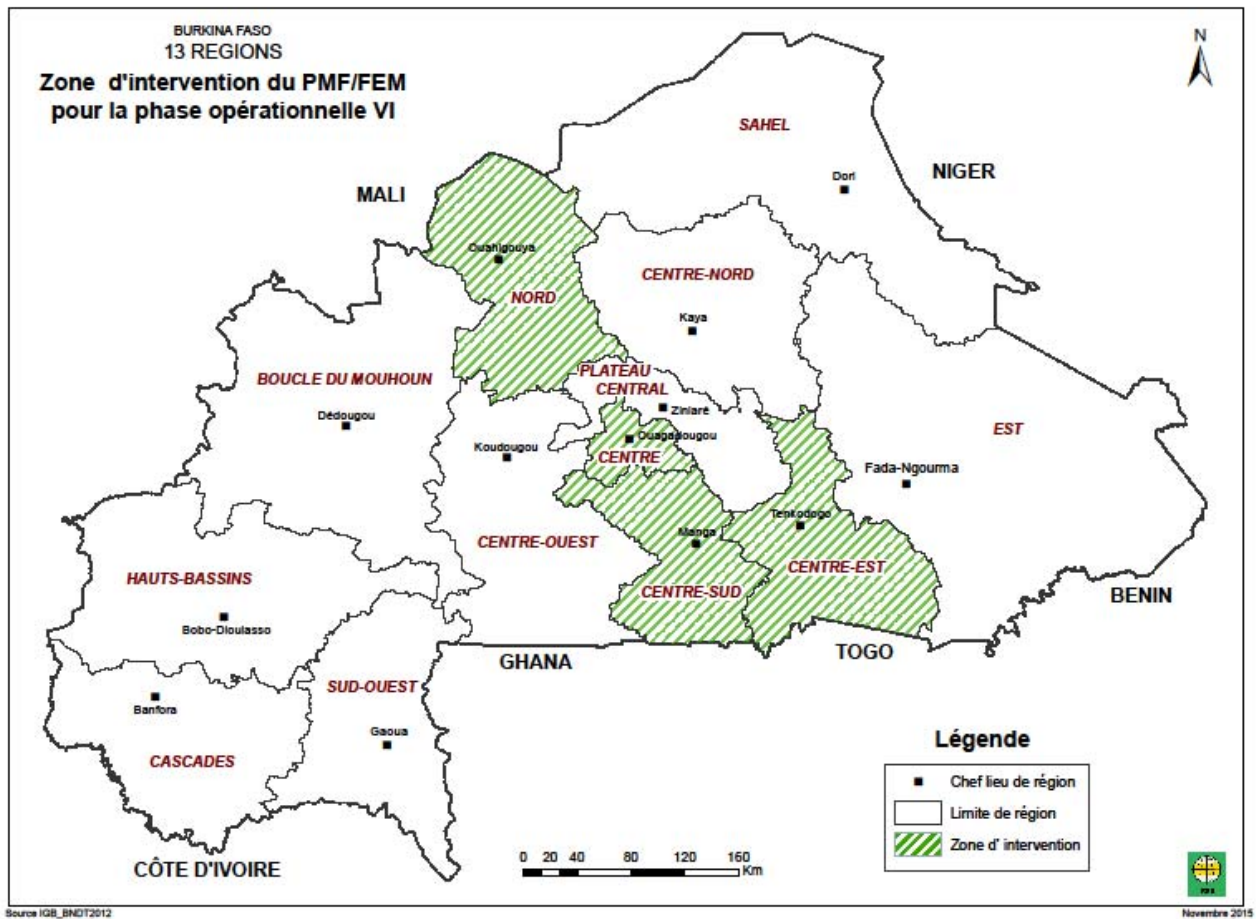 BURKINA FASO
13 REGIONS
Zone d'intervention du PMF/FEM
pour la phase opérationnelle VI
N
SAHEL
Dori
NIGER
MALI
Ouahigouya
NORD
CENTRE-NORD
Kaya
BOUCLE DU MOUHOUN
Dédougou
PLATEAU
CENTRAL
Ziniaré
Ouagadougou
CENTRE
Koudougou
EST
Fada-Ngourma
Tenkodogo
Manga
CENTRE-OUEST
CENTRE-EST
CENTRE-SUD
HAUTS-BASSINS
Bobo-Dioulasso
BENIN
TOGO
GHANA
SUD-OUEST
Banfora
Gaoua
CASCADES
CÔTE D'IVOIRE
Légende
Chef lieu de région
Limite de région
Zone d' intervention
0 20 40 80 120 160
Km
Source IGB_BNDT2012
Novembre 2015